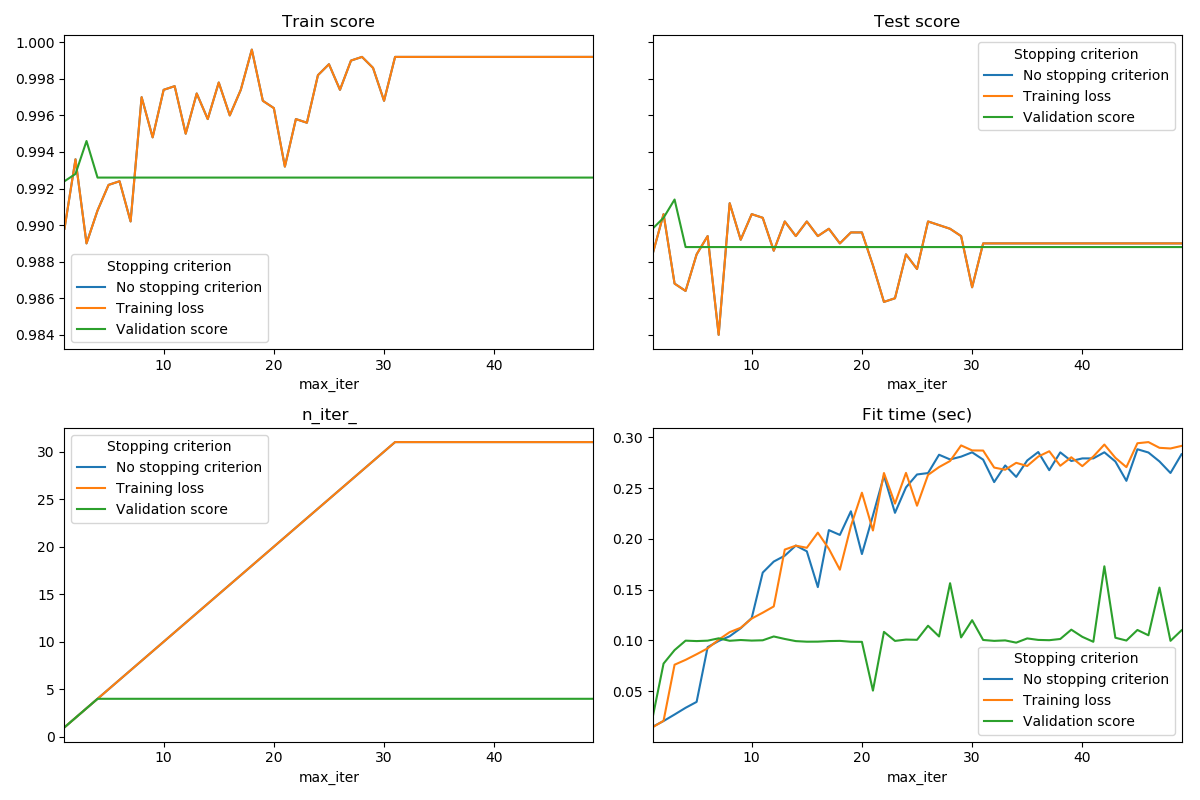 Train score
1.000
0.998
0.996
0.994
0.992
0.990
0.988
0.986
0.984
Stopping criterion
No stopping criterion
Training loss
Validation score
10
20
30
40
max_iter
Test score
Stopping criterion
No stopping criterion
Training loss
Validation score
10
20
30
40
max_iter
n_iter_
30
25
20
15
10
5
0
Stopping criterion
No stopping criterion
Training loss
Validation score
10
20
30
40
max_iter
Fit time (sec)
0.30
0.25
0.20
0.15
0.10
0.05
Stopping criterion
No stopping criterion
Training loss
Validation score
10
20
30
40
max_iter